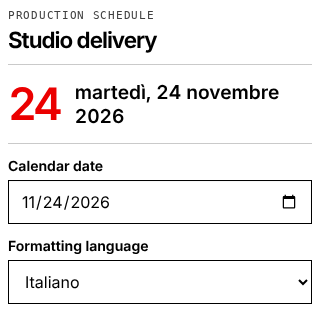 PRODUCTION SCHEDULE
Studio delivery
24
martedì, 24 novembre
2026
Calendar date
11/24/2026
Formatting language
Italiano